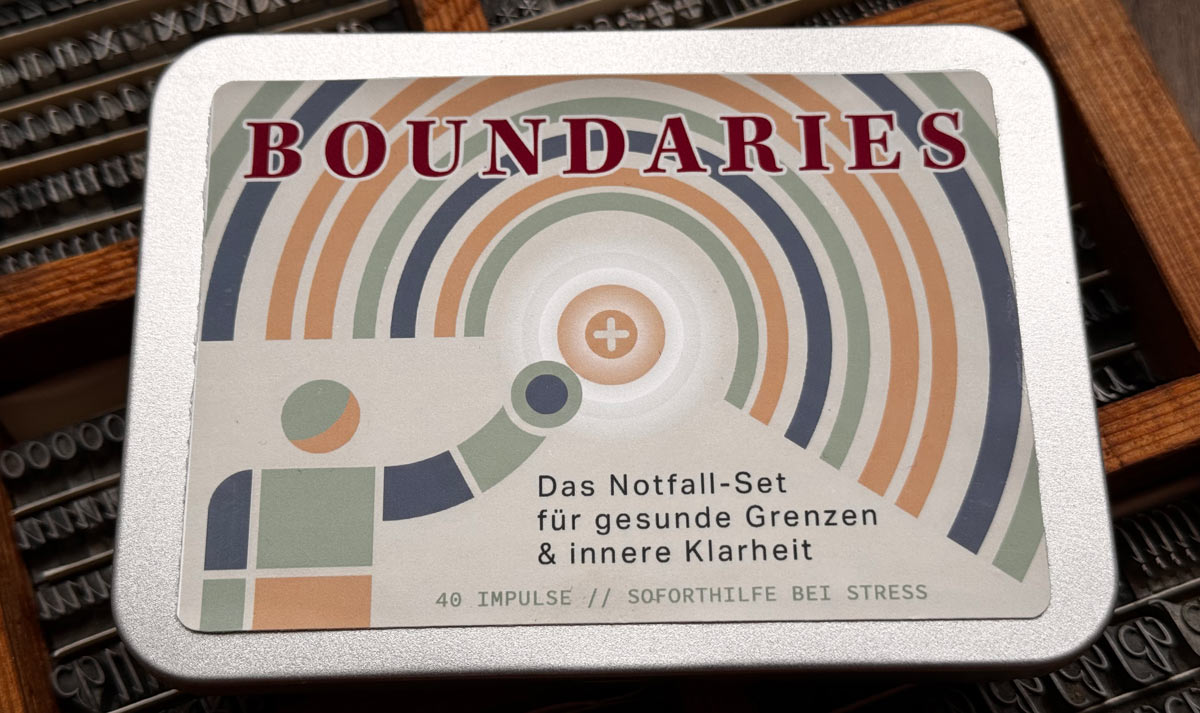 BOUNDARIES
Das Notfall-Set
für gesunde Grenzen
& innere Klarheit
40 IMPULSE // SOFORTHILFE BEI STRESS